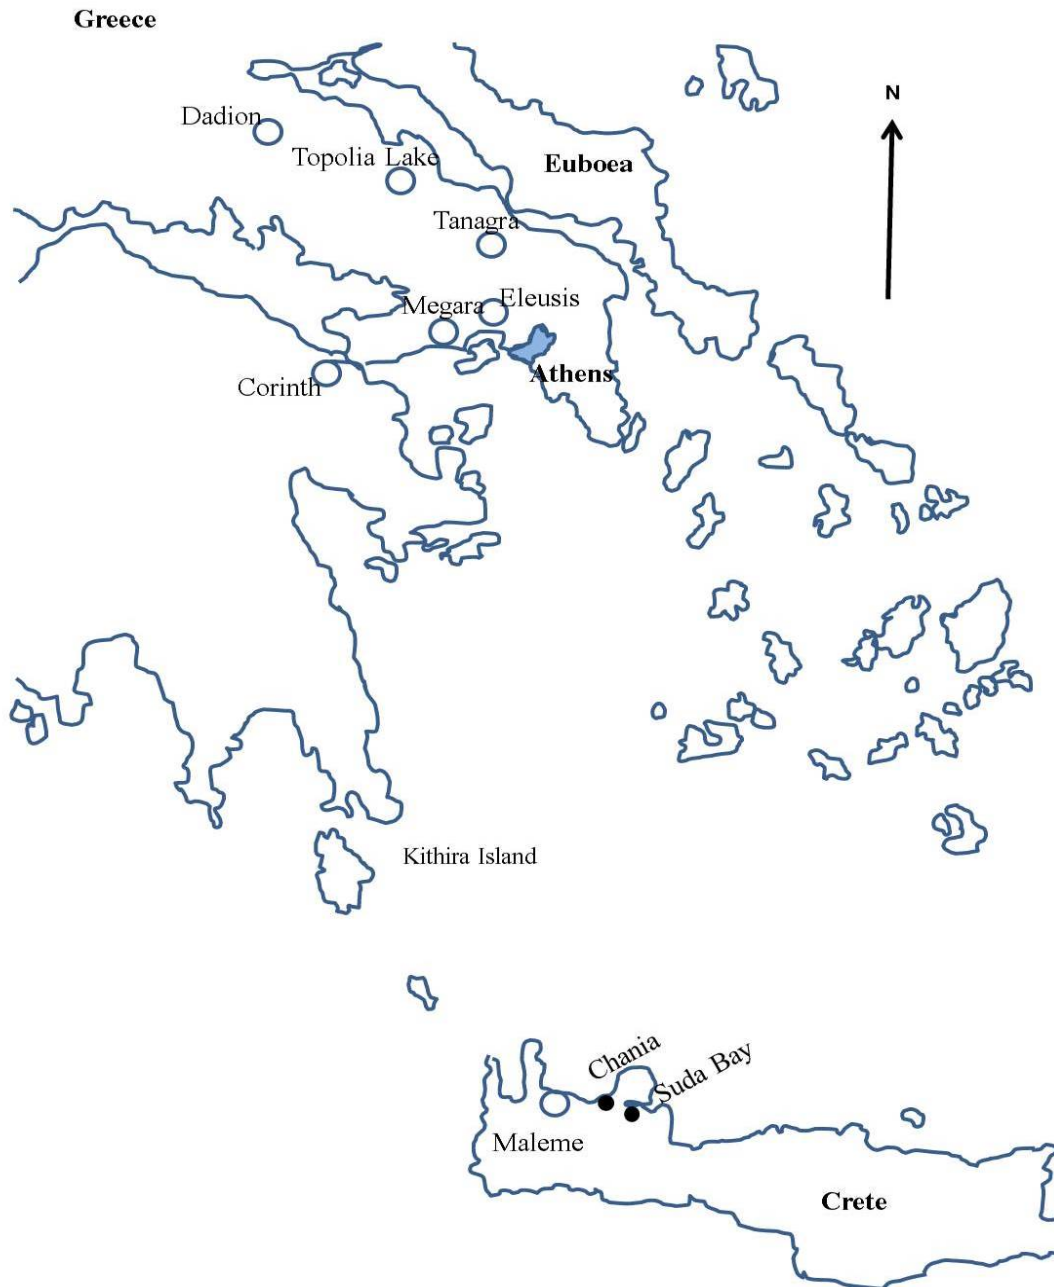 Greece
N
Dadion
Topolia Lake
Euboea
Tanagra
Megara
Eleusis
Athens
Corinth
Kithira Island
Chania
Suda Bay
Maleme
Crete